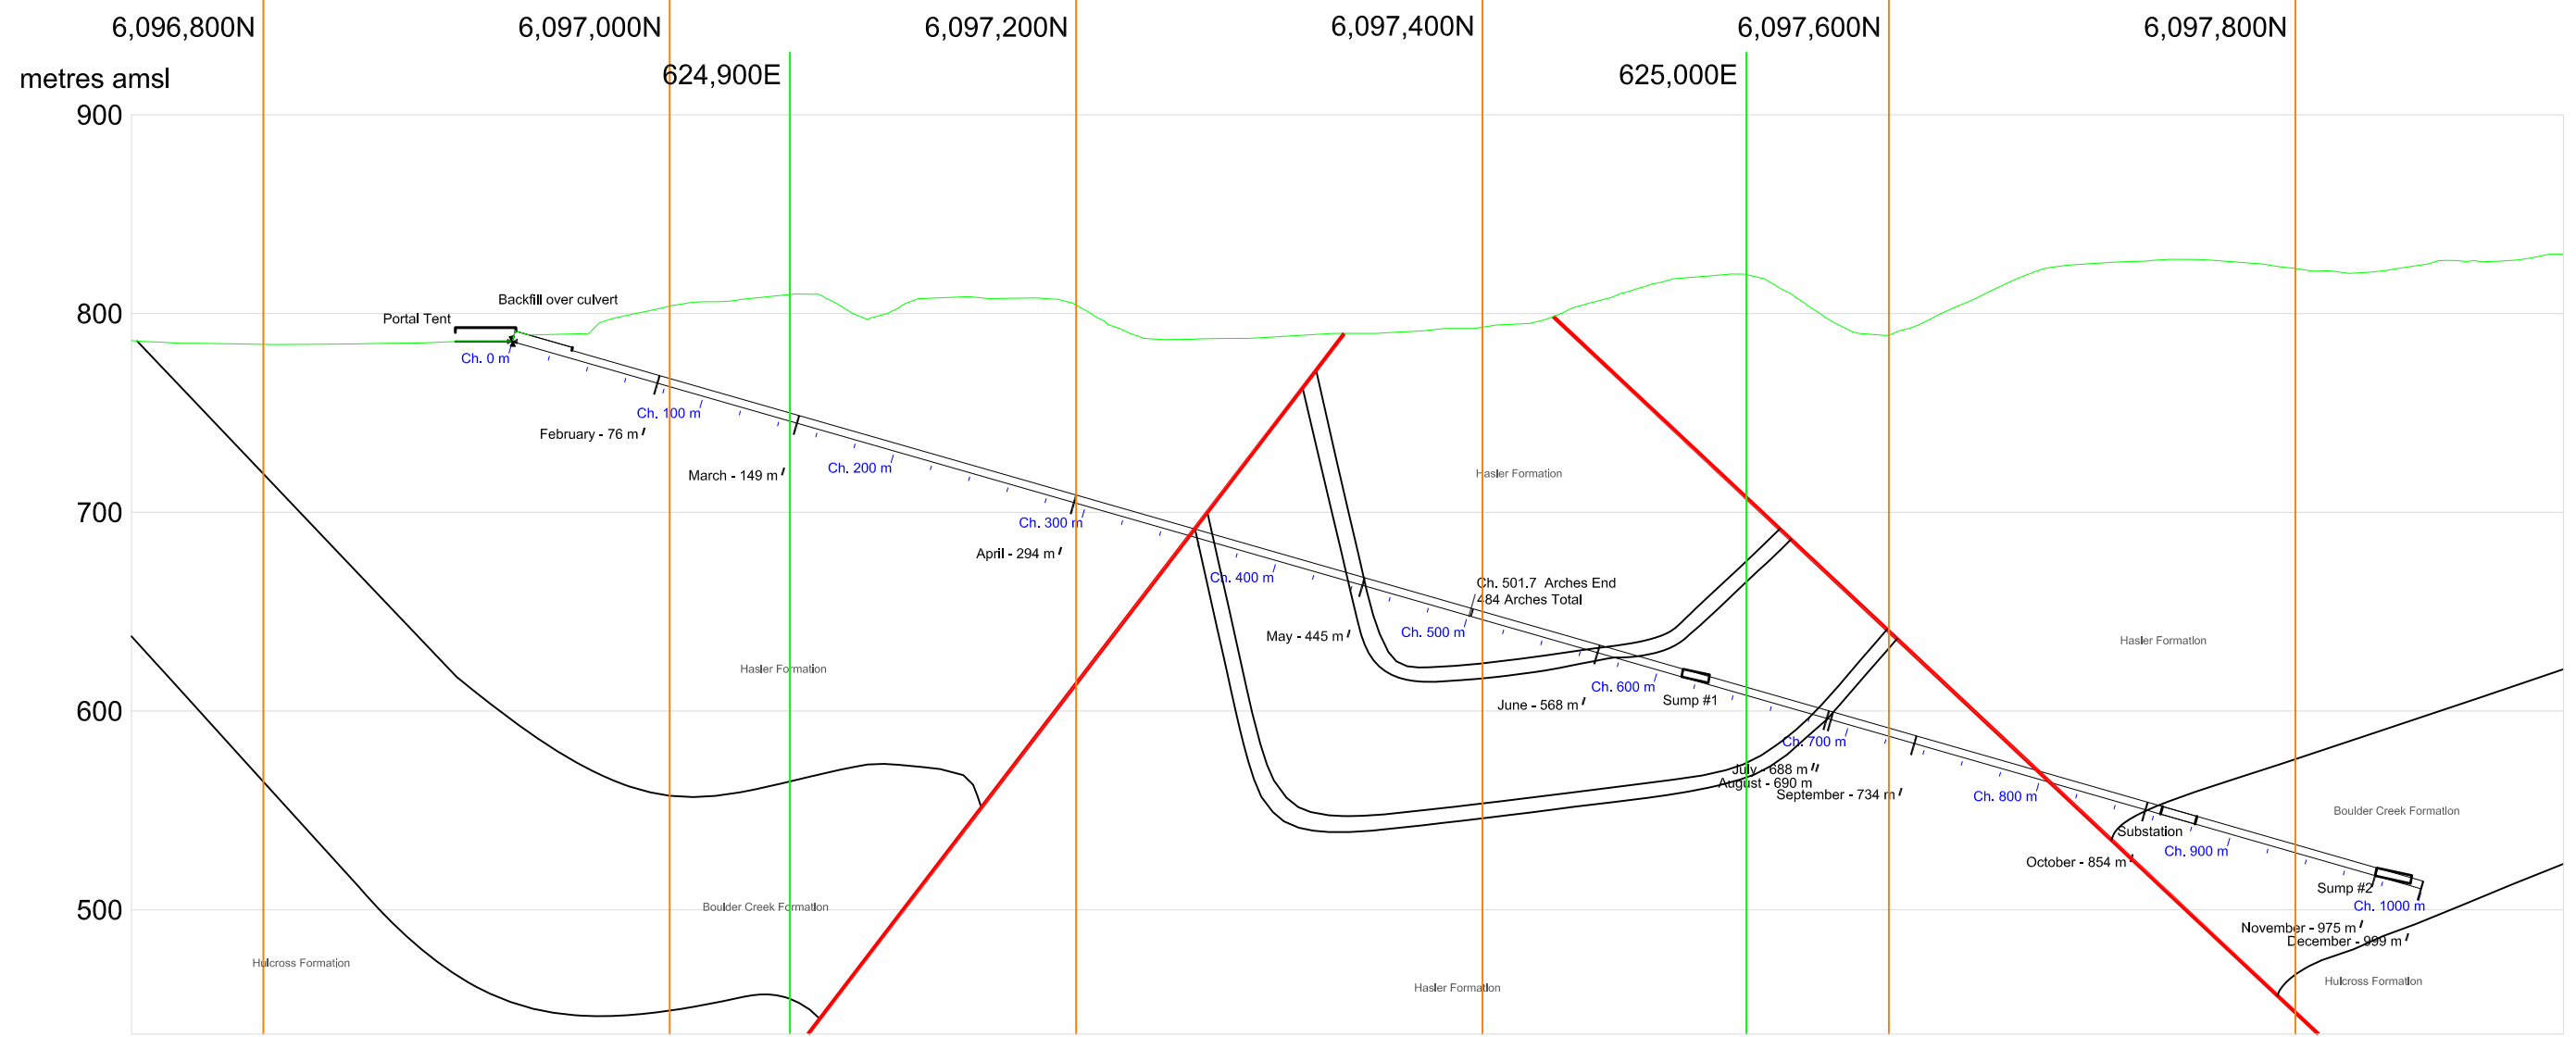 6,096,800N
6,097,000N
6,097,200N
6,097,400N
6,097,600N
6,097,800N
metres amsl
624,900E
625,000E
900
800
700
600
500
Backfill over culvert
Portal Tent
Ch. 0 m
Ch. 100 m
February - 76 m
Ch. 200 m
March - 149 m
Ch. 300 m
April - 294 m
Hasler Formation
Ch. 400 m
Ch. 501.7 Arches End
484 Arches Total
Ch. 500 m
May - 445 m
Hasler Formation
Hasler Formation
Ch. 600 m
Sump #1
June - 568 m
Ch. 700 m
July - 688 m
August - 690 m
September - 734 m
Ch. 800 m
Boulder Creek Formation
Substation
Ch. 900 m
October - 854 m
Sump #2
Ch. 1000 m
Boulder Creek Formation
November - 975 m
December - 999 m
Hulcross Formation
Hulcross Formation
Hasler Formation